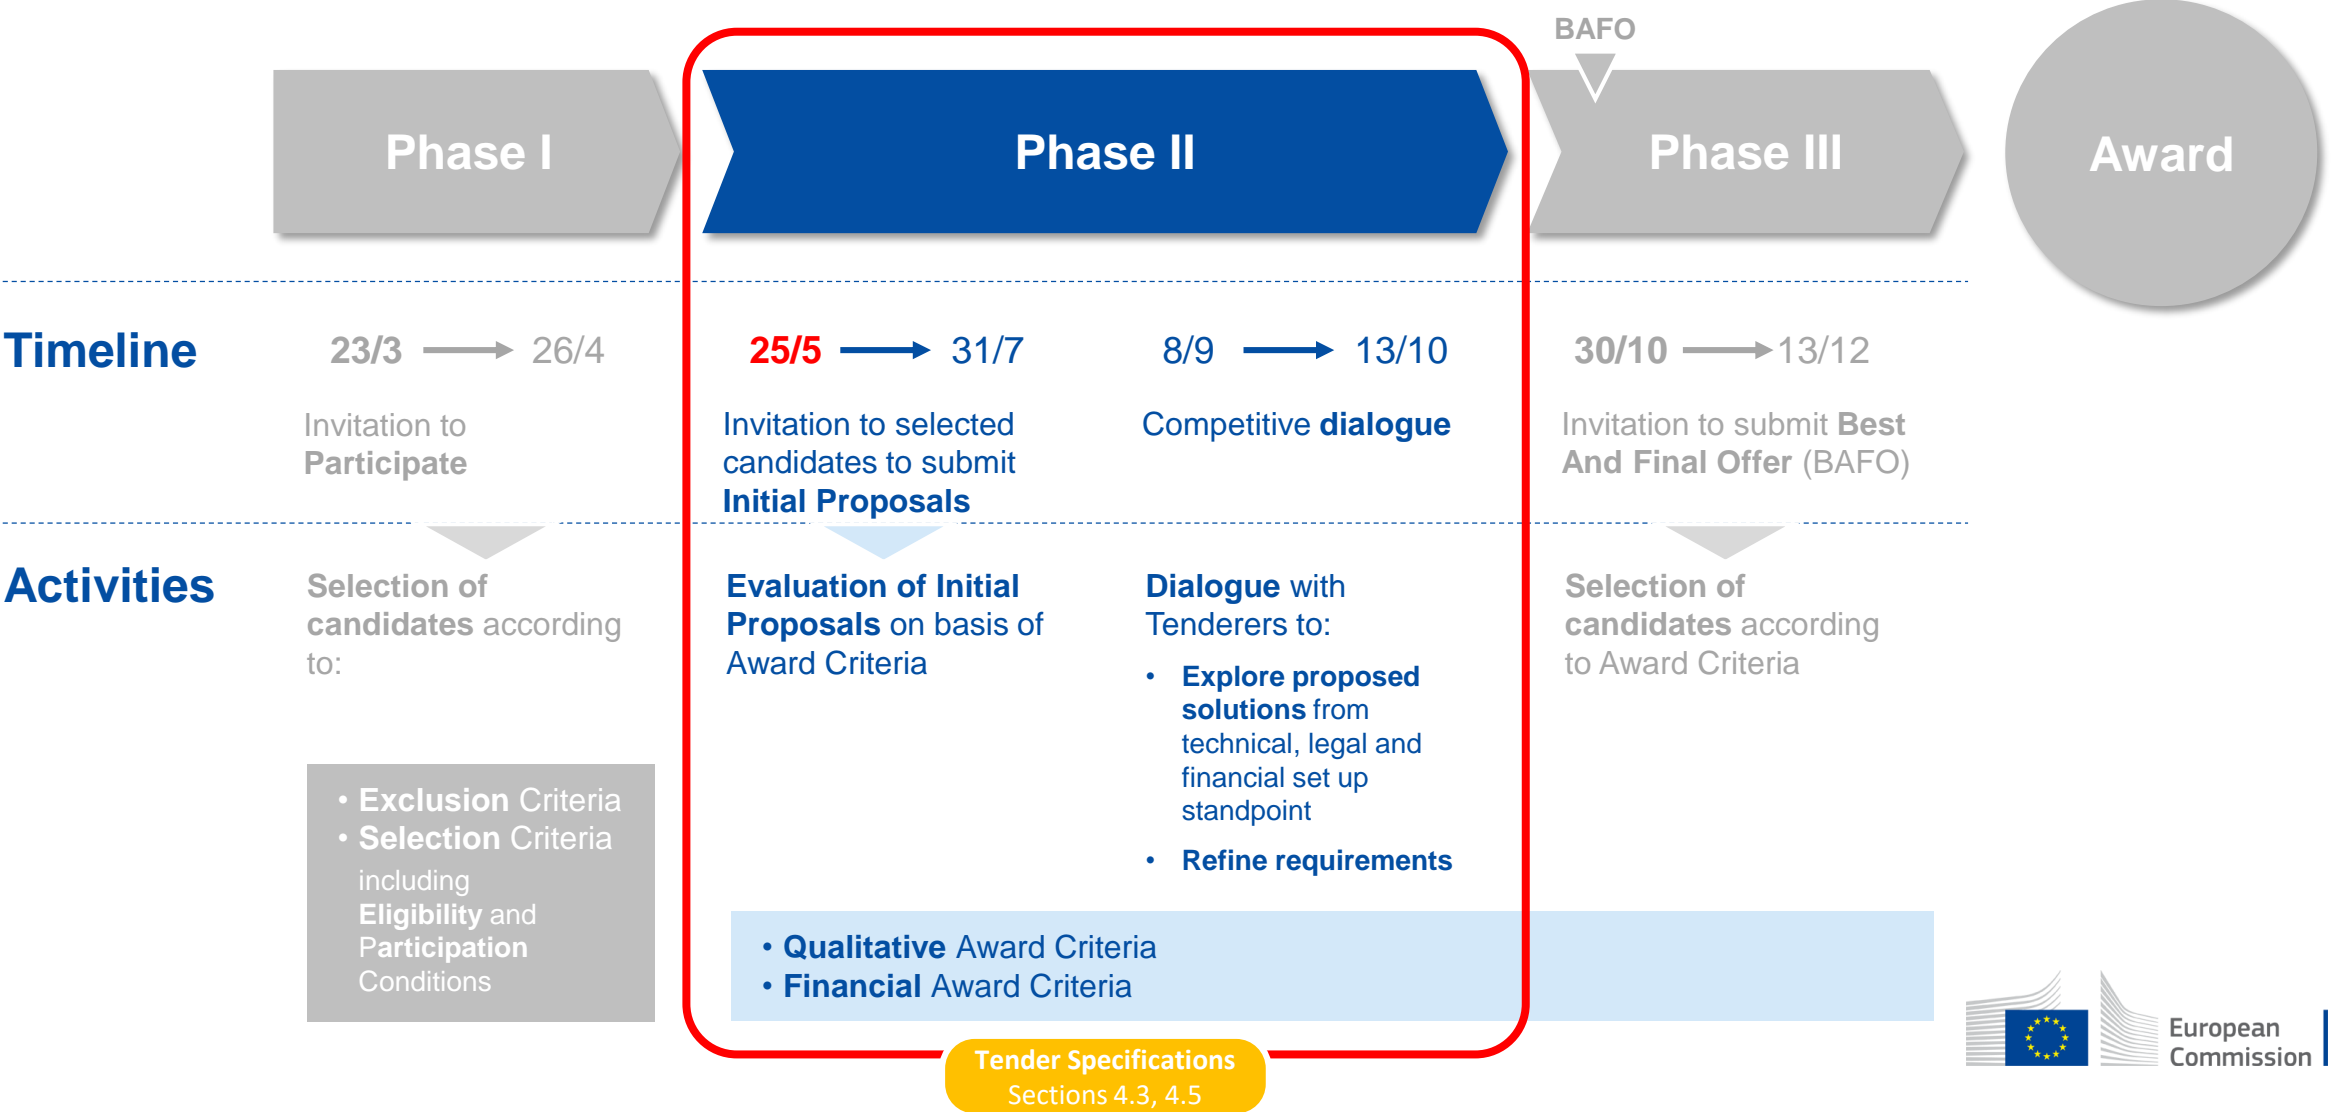 BAFO
Phase I
Phase II
Phase III
Award
Timeline
23/3
26/4
25/5
31/7
8/9
13/10
30/10
13/12
Invitation to
Participate
Invitation to selected
candidates to submit
Initial Proposals
Competitive dialogue
Invitation to submit Best
And Final Offer (BAFO)
Activities
Selection of
candidates according
to:
• Exclusion Criteria
• Selection Criteria
including
Eligibility and
Participation
Conditions
Evaluation of Initial
Proposals on basis of
Award Criteria
Dialogue with
Tenderers to:
• Explore proposed
solutions from
technical, legal and
financial set up
standpoint
• Refine requirements
Selection of
candidates according
to Award Criteria
• Qualitative Award Criteria
• Financial Award Criteria
Tender Specifications
Sections 4.3, 4.5
European
Commission